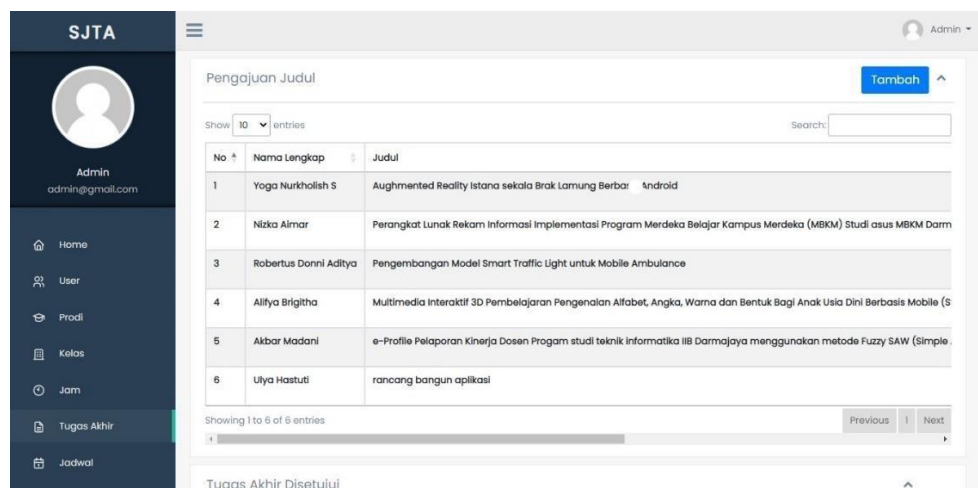 SJTA
Admin
Pengajuan Judul
Tambah
Show 10 entries
Search:
Admin
admin@gmail.com
No Nama Lengkap Judul
1 Yoga Nurkholish S Aughmented Reality Istana sekala Brak Lamung Android
2 Nizka Aimar Perangkat Lunak Rekam Informasi Implementasi Program Merdeka Belajar Kampus Merdeka (MBKM) Studi asus MBKM Darm
3 Robertus Donni Aditya Pengembangan Model Smart Traffic Light untuk Mobile Ambulance
4 Alifya Brigitha Multimedia Interaktif 3D Pembelajaran Pengenalan Alfabet, Angka, Warna dan Bentuk Bagi Anak Usia Dini Berbasis Mobile (S
5 Akbar Madani e-Profile Pelaporan Kinerja Dosen Progam studi teknik informatika IIB Darmajaya menggunakan metode Fuzzy SAW (Simple
6 Ulya Hastuti rancang bangun aplikasi
Showing 1 to 6 of 6 entries
Previous 1 Next
Home
User
Prodi
Kelas
Jam
Tugas Akhir
Jadwal
Tugas Akhir Disetujui